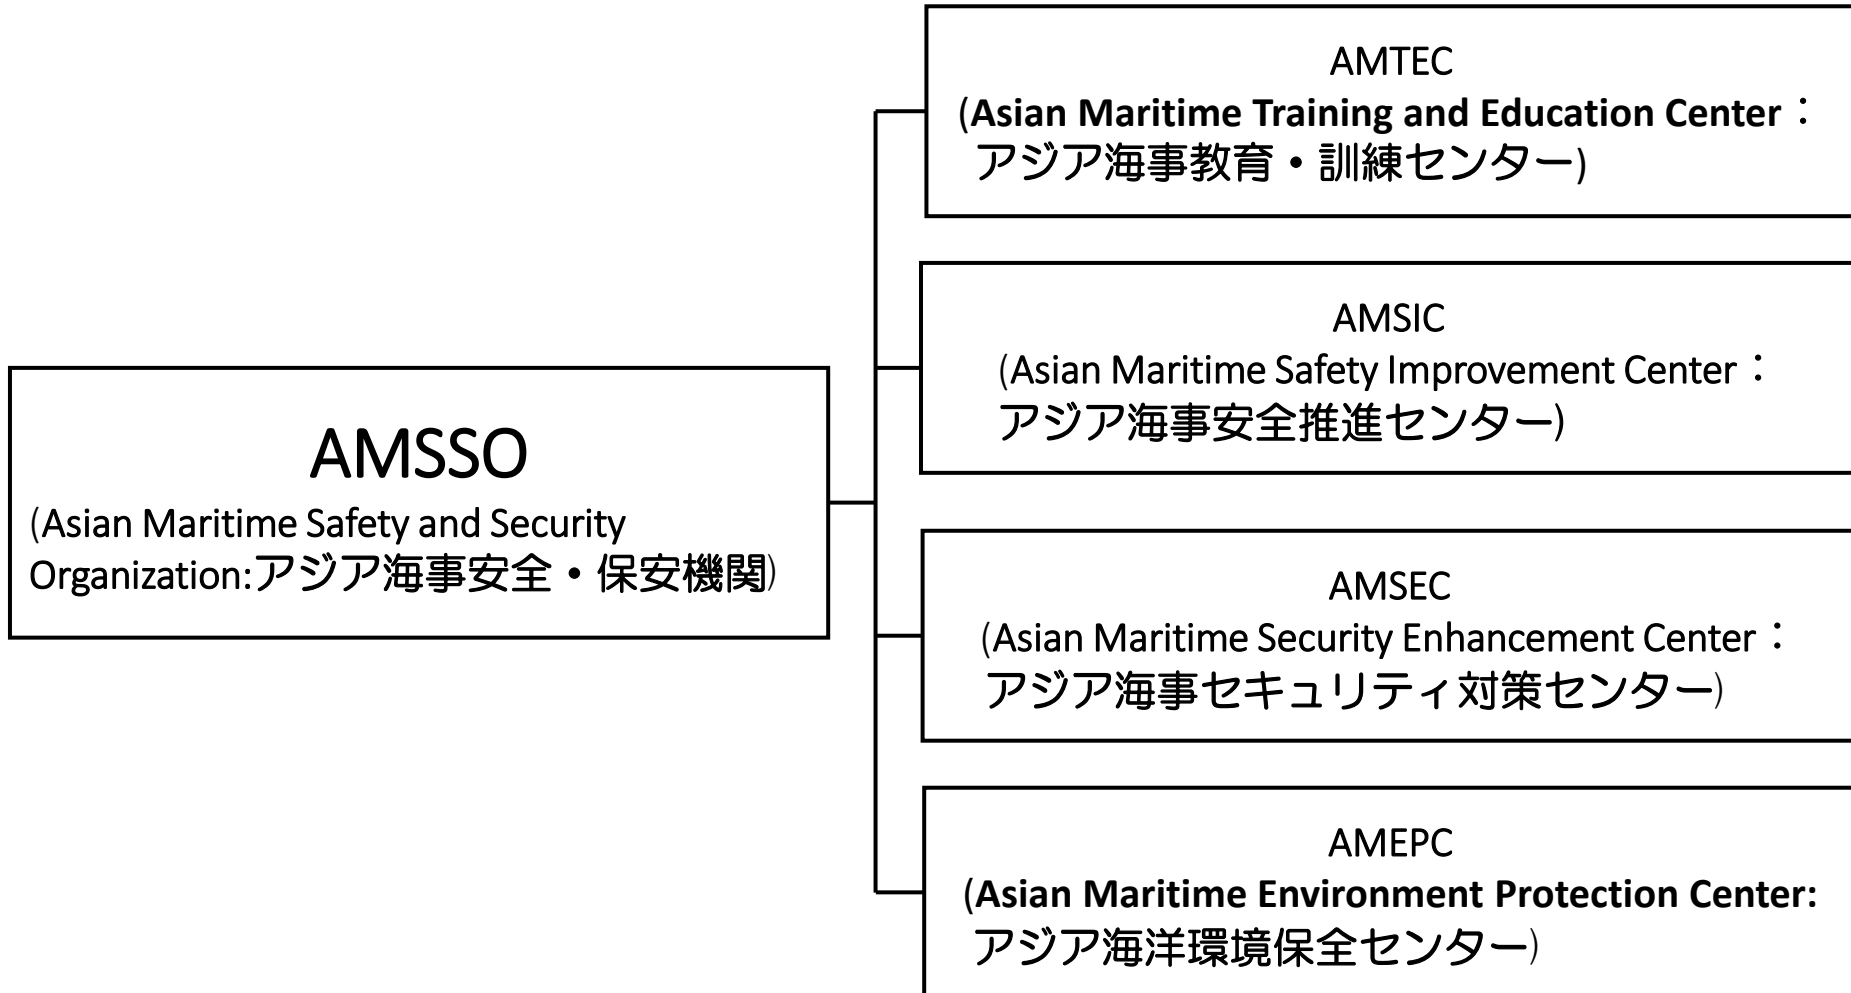 AMTEC
(Asian Maritime Training and Education Center：
アジア海事教育・訓練センター)
AMSIC
(Asian Maritime Safety Improvement Center：
アジア海事安全推進センター)
AMSSO
(Asian Maritime Safety and Security
Organization:アジア海事安全・保安機関)
AMSEC
(Asian Maritime Security Enhancement Center：
アジア海事セキュリティ対策センター)
AMEPC
(Asian Maritime Environment Protection Center:
アジア海洋環境保全センター)